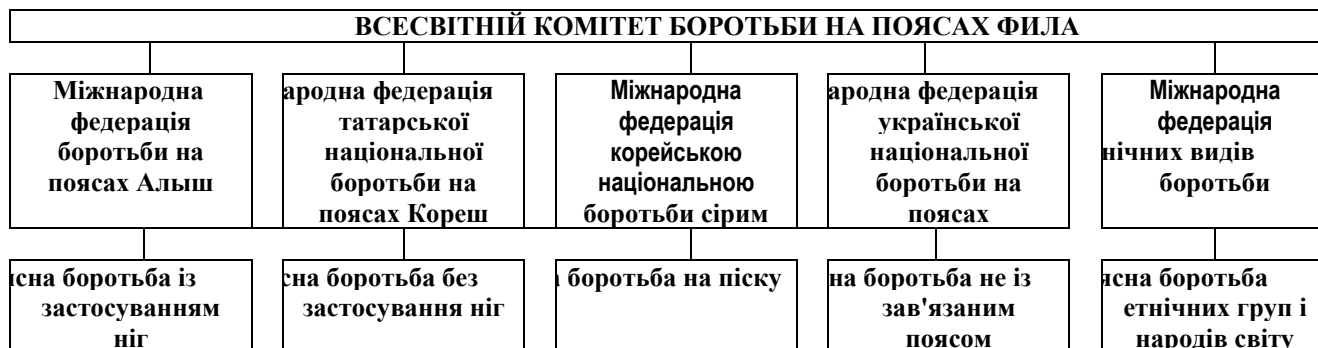 ВСЕСВІТНІЙ КОМІТЕТ БОРОТЬБИ НА ПОЯСАХ ФИЛА
Міжнародна
федерація
боротьби на
поясах Алыш
ародна федерація
татарської
національної
боротьби на
поясах Кореш
Міжнародна
федерація
корейською
національною
боротьби сірим
ародна федерація
української
національної
боротьби на
поясах
Міжнародна
федерація
нічних видів
боротьби
ясна боротьба із
застосуванням
ніг
сна боротьба без
застосування ніг
боротьба на піску
на боротьба не із
зав'язаним
поясом
ясна боротьба
етнічних груп і
народів світу